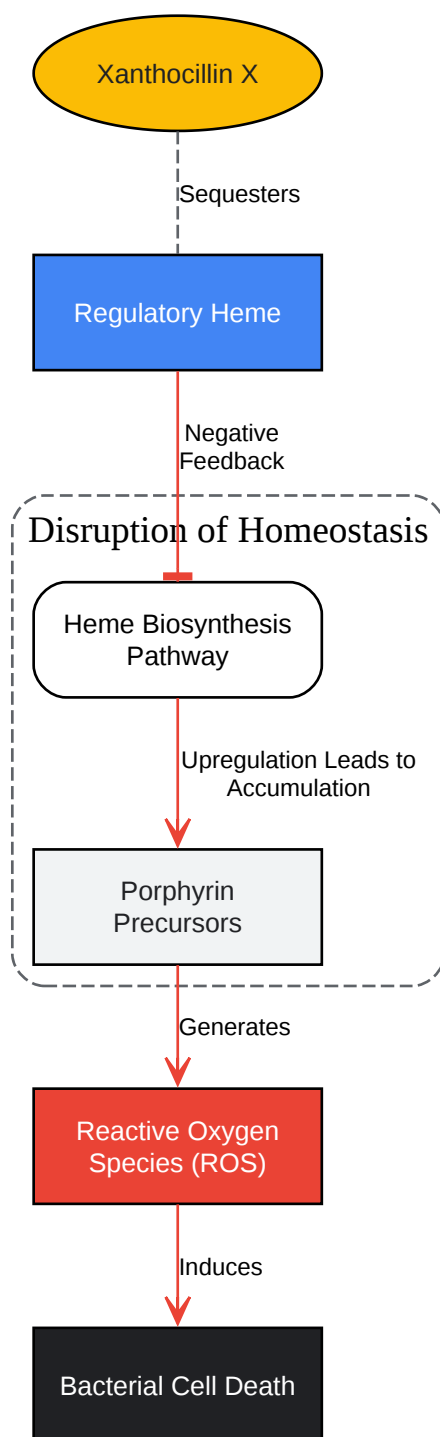 Xanthocillin X
Sequesters
Regulatory Heme
Negative
Feedback
Disruption of Homeostasis
Heme Biosynthesis
Pathway
Upregulation Leads to
Accumulation
Porphyrin
Precursors
Generates
Reactive Oxygen
Species (ROS)
Induces
Bacterial Cell Death